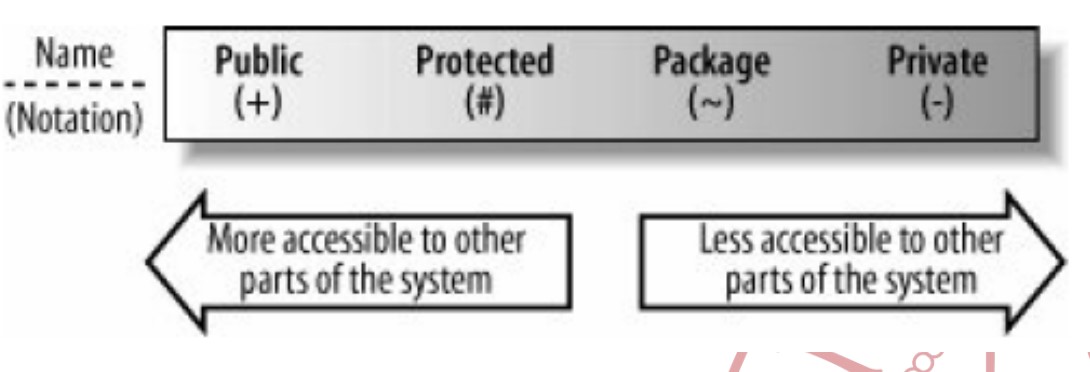 Name
(Notation)
Public
(+)
Protected
(#)
Package
(~)
Private
(-)
More accessible to other
parts of the system
Less accessible to other
parts of the system